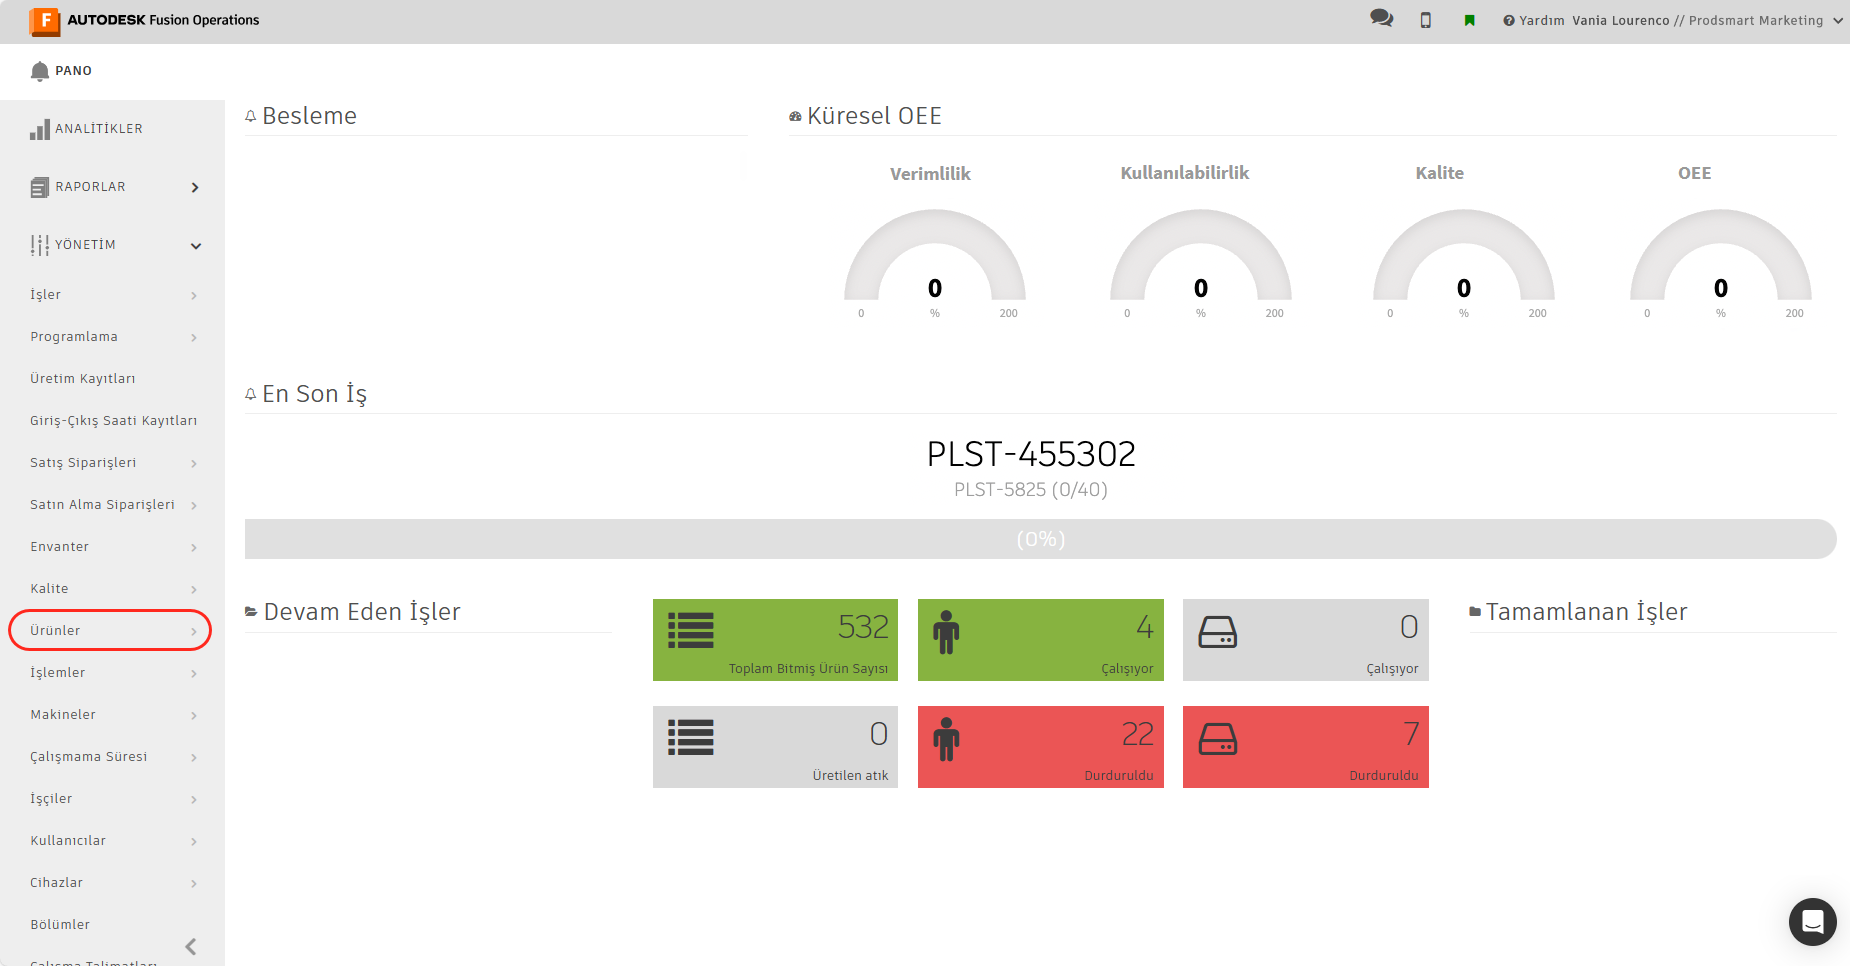 AUTODESK Fusion Operations
Yardım Vania Lourenco // Prodsmart Marketing
PANO
ANALİTİKLER
RAPORLAR
YÖNETİM
İşler
Programlama
Üretim Kayıtları
Giriş-Çıkış Saati Kayıtları
Satış Siparişleri
Satın Alma Siparişleri
Envanter
Kalite
Ürünler
İşlemler
Makineler
Çalışmama Süresi
İşçiler
Kullanıcılar
Cihazlar
Bölümler
Çalışma Talimatları
Besleme
Küresel OEE
Verimlilik
Kullanılabilirlik
Kalite
OEE
0
0
0
0
0 % 200
0 % 200
0 % 200
0 % 200
En Son İş
PLST-455302
PLST-5825 (0/40)
(0%)
Devam Eden İşler
532
Toplam Bitmiş Ürün Sayısı
4
Çalışıyor
0
Çalışıyor
0
Üretilen atık
22
Durduruldu
7
Durduruldu
Tamamlanan İşler